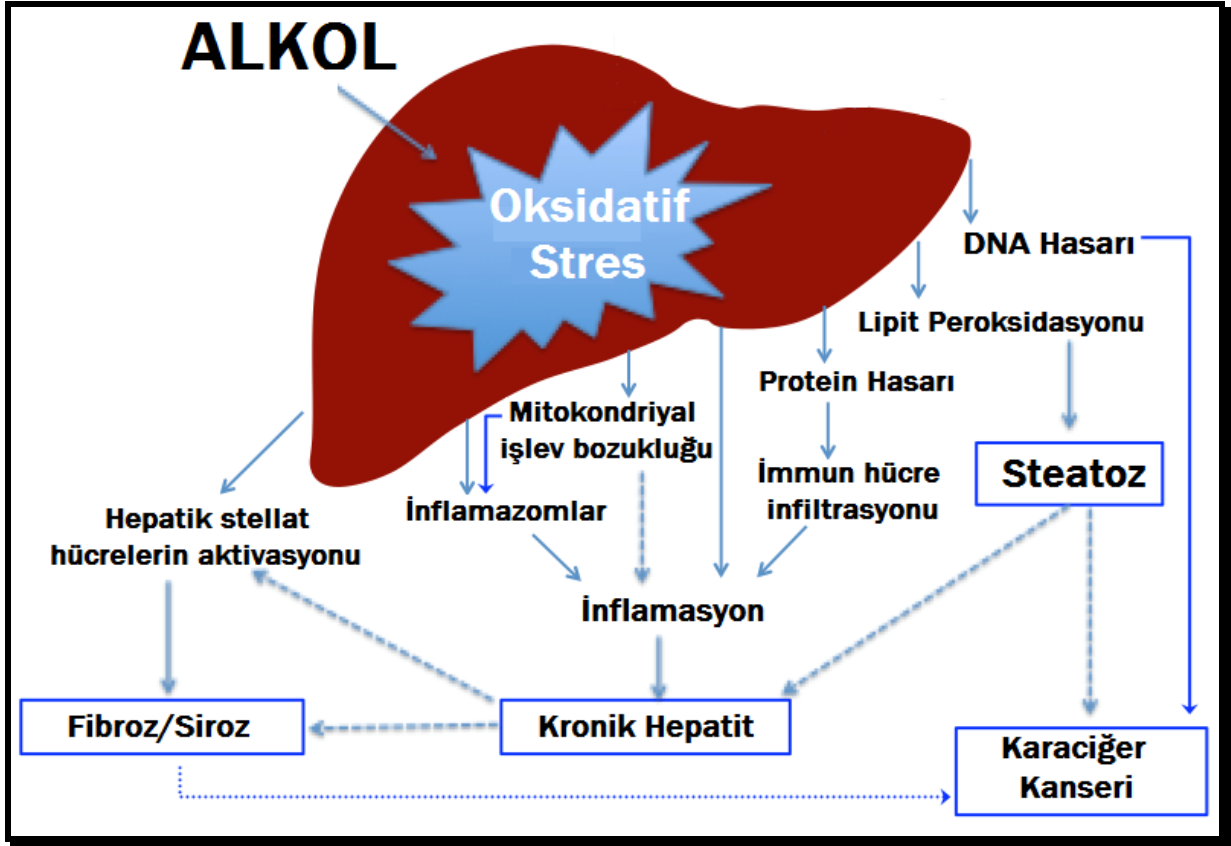 ALKOL
Oksidatif
Stres
DNA Hasarı
Lipit Peroksidasyonu
Protein Hasarı
Mitokondriyal
işlev bozukluğu
İmmun hücre
infiltrasyonu
Steatoz
İnflamazomlar
Hepatik stellat
hücrelerin aktivasyonu
İnflamasyon
Fibroz/Siroz
Kronik Hepatit
Karaciğer
Kanseri